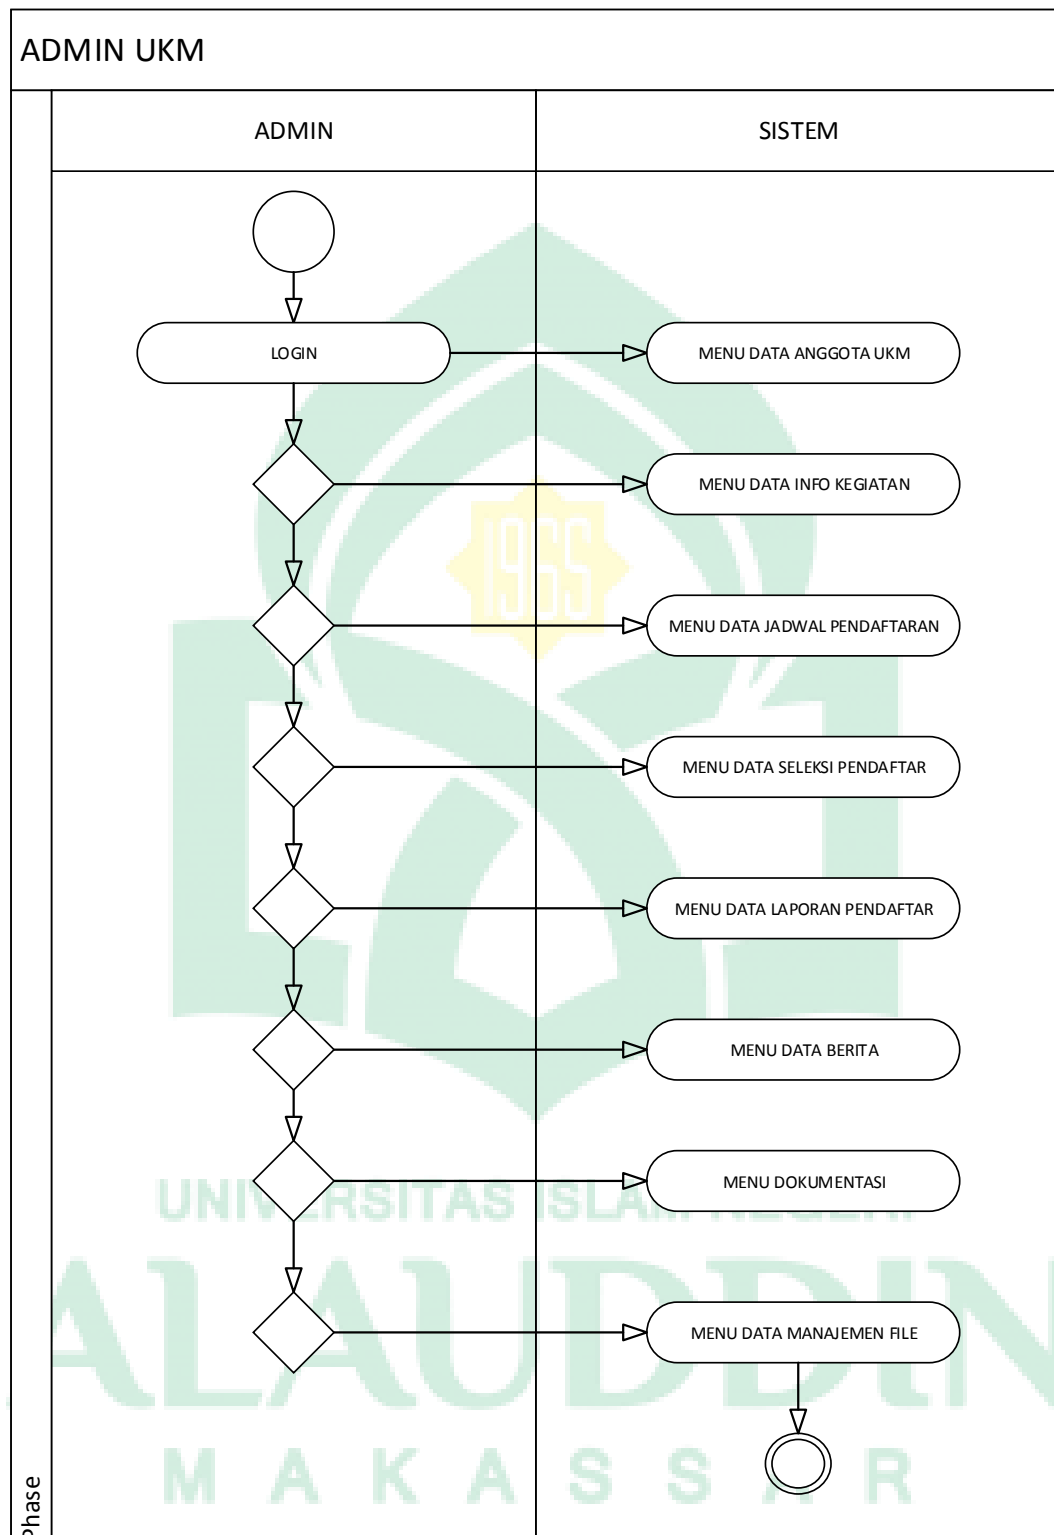 ADMIN UKM
ADMIN
SISTEM
LOGIN
MENU DATA ANGGOTA UKM
MENU DATA INFO KEGIATAN
1965
MENU DATA JADWAL PENDAFTARAN
MENU DATA SELEKSI PENDAFTAR
MENU DATA LAPORAN PENDAFTAR
MENU DATA BERITA
MENU DOKUMENTASI
UNIVERSITAS ISLAM NEGERI
MENU DATA MANAJEMEN FILE
ALAUDDIN
MAKASSAR
Phase